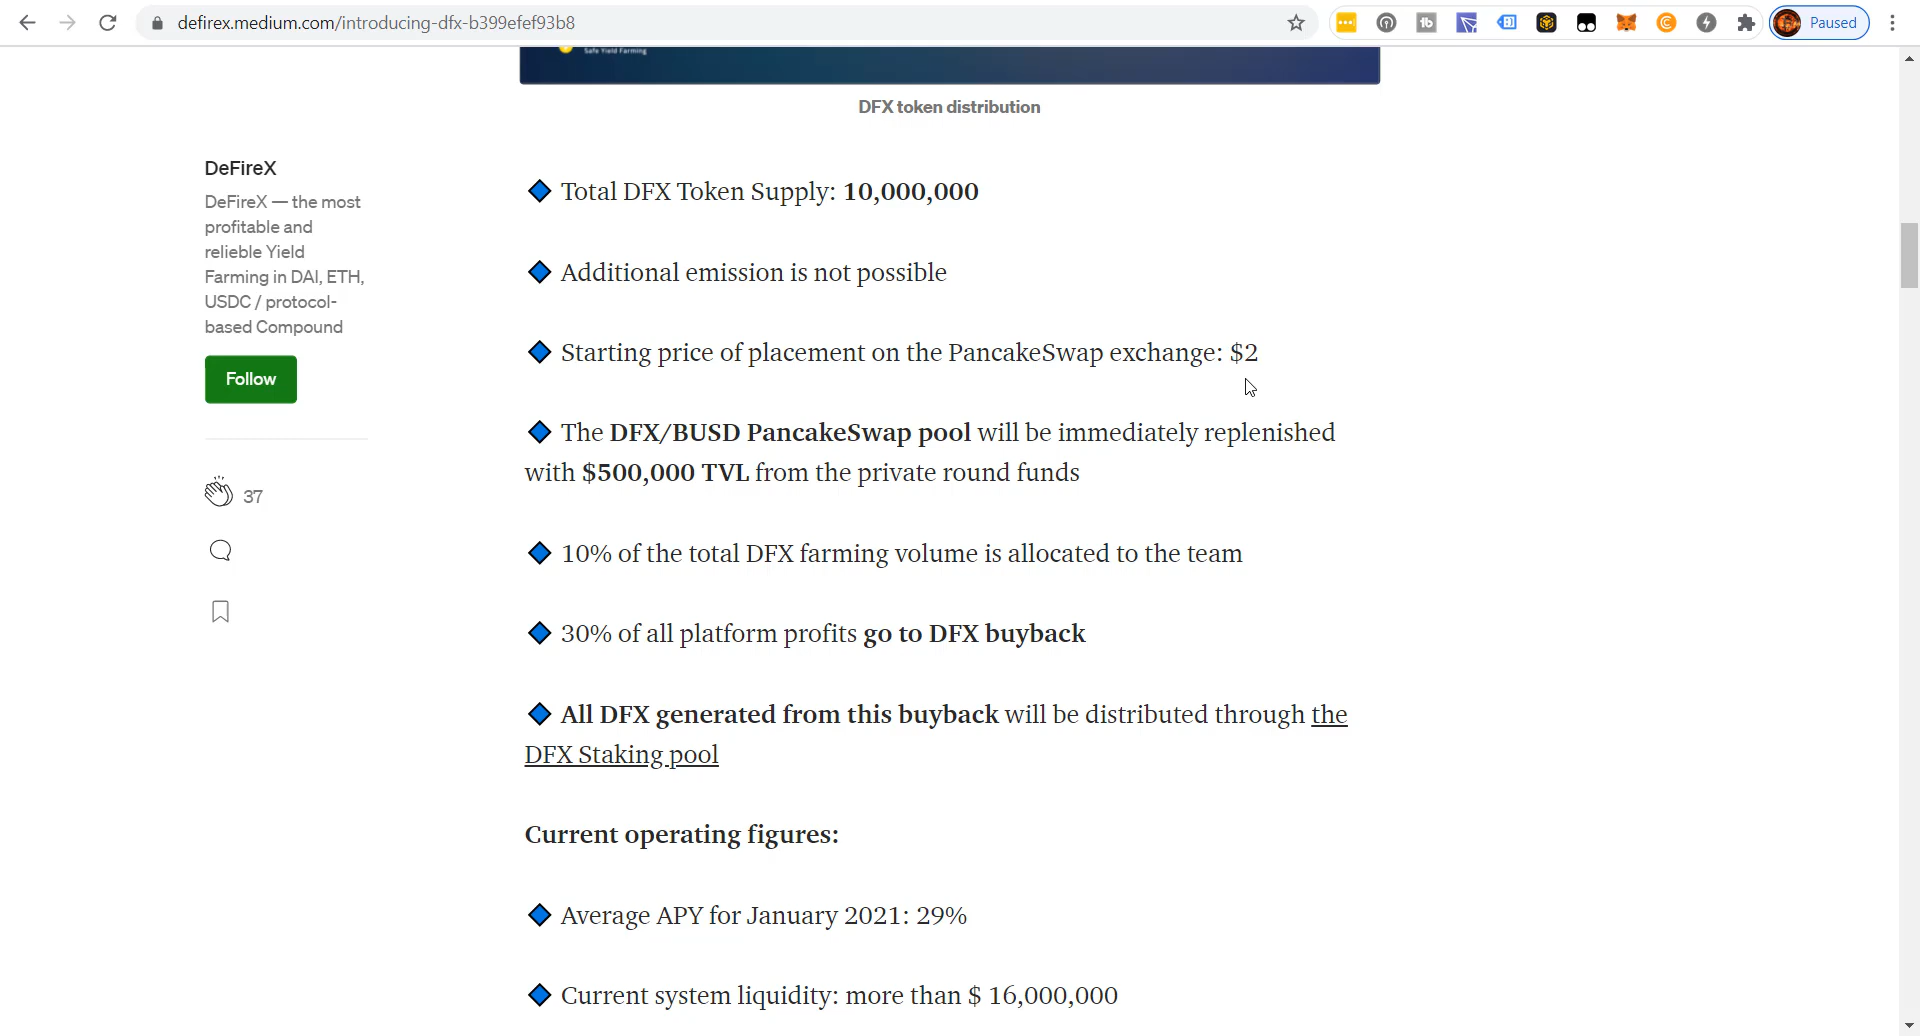 defirex.medium.com/introducing-dfx-b399efef93b8
Paused
Safe Yield Farming
DFX token distribution
DeFireX
DeFireX — the most
profitable and
relieble Yield
Farming in DAI, ETH,
USDC / protocol-
based Compound
Follow
37
Total DFX Token Supply: 10,000,000
Additional emission is not possible
Starting price of placement on the PancakeSwap exchange: $2
The DFX/BUSD PancakeSwap pool will be immediately replenished
with $500,000 TVL from the private round funds
10% of the total DFX farming volume is allocated to the team
30% of all platform profits go to DFX buyback
All DFX generated from this buyback will be distributed through the
DFX Staking pool
Current operating figures:
Average APY for January 2021: 29%
Current system liquidity: more than $ 16,000,000